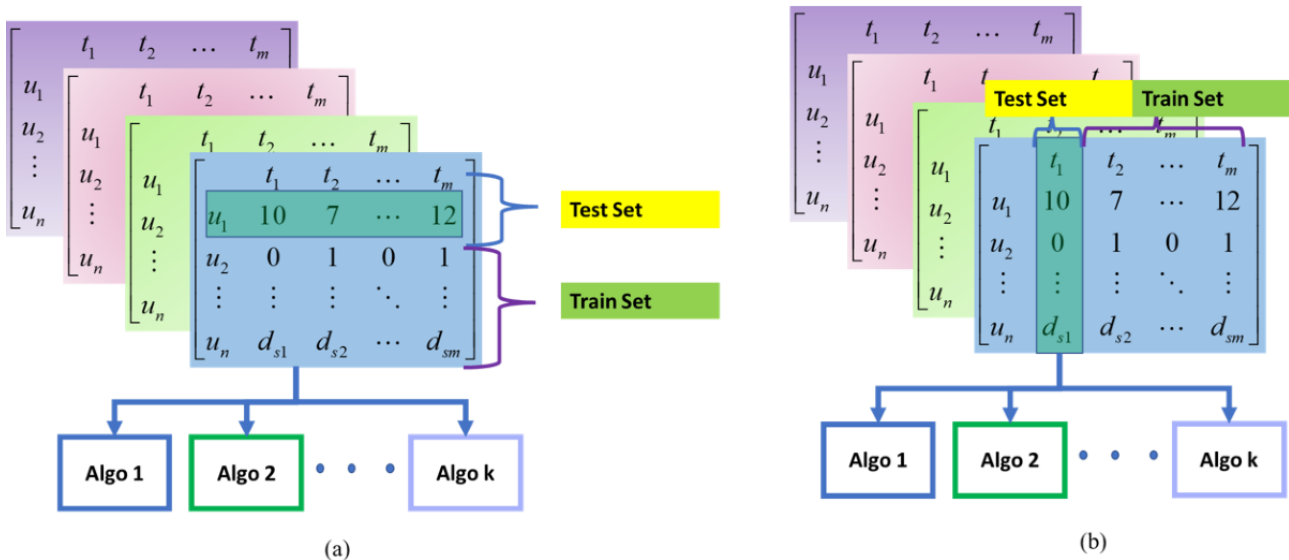 t₁ t₂ … tₘ
u₁
u₂
⋮
uₙ
t₁ t₂ … tₘ
u₁
u₂
⋮
uₙ
t₁ t₂ … tₘ
u₁
u₂
⋮
uₙ
t₁ t₂ … tₘ
u₁ 10 7 … 12
u₂ 0 1 0 1
⋮ ⋮ ⋮ ⋱ ⋮
uₙ dₛ₁ dₛ₂ … dₛₘ
Test Set
Train Set
Algo 1 Algo 2 • • • Algo k
(a)
t₁ t₂ … tₘ
u₁
u₂
⋮
uₙ
t₁
u₁
u₂
⋮
uₙ
Test Set Train Set
t₁ t₂ … tₘ
u₁
u₂
⋮
uₙ
t₁ t₂ … tₘ
u₁ 10 7 … 12
u₂ 0 1 0 1
⋮ ⋮ ⋮ ⋱ ⋮
uₙ dₛ₁ dₛ₂ … dₛₘ
Algo 1 Algo 2 • • • Algo k
(b)